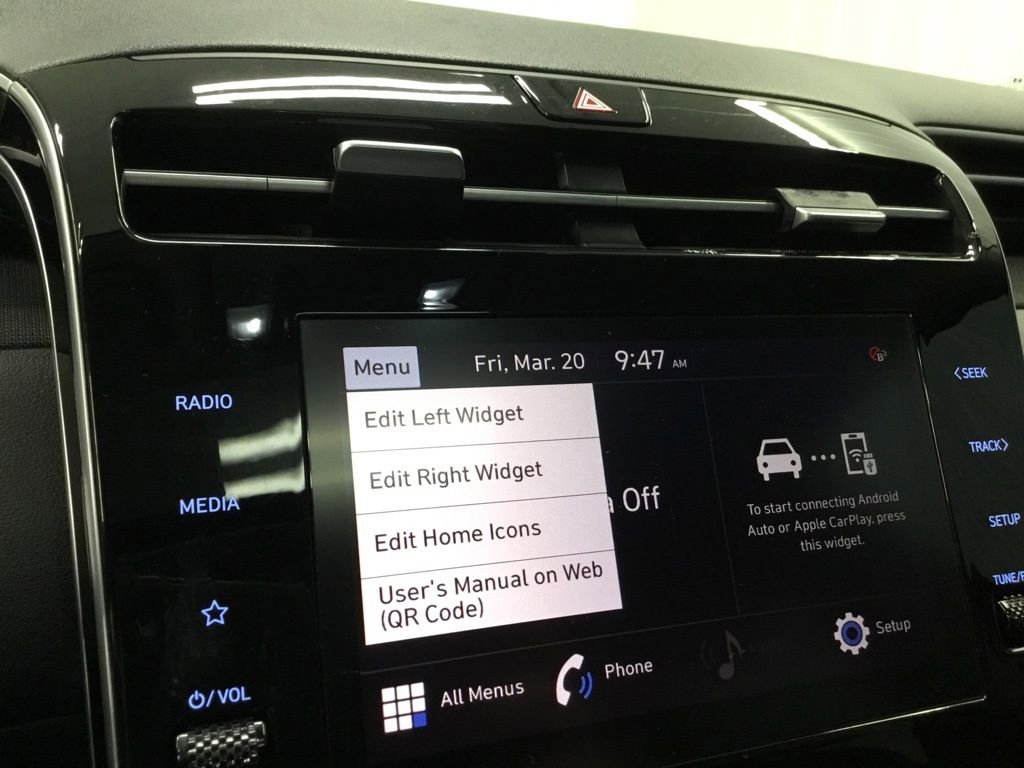 Menu
Fri, Mar. 20
9:47 AM
RADIO
<SEEK
Edit Left Widget
Edit Right Widget
TRACK>
Off
MEDIA
To start connecting Android
Auto or Apple CarPlay, press
this widget.
Edit Home Icons
SETUP
User's Manual on Web
(QR Code)
TUNE/
Setup
Phone
All Menus
/VOL